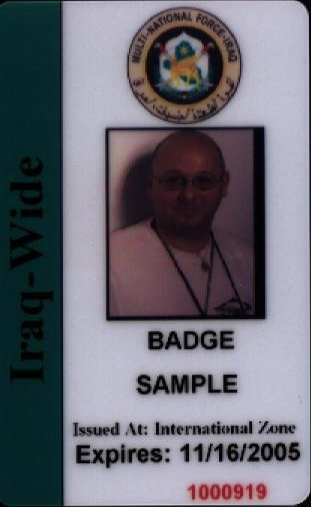 MULTI-NATIONAL FORCE-IRAQ
Iraq-Wide
BADGE
SAMPLE
Issued At: International Zone
Expires: 11/16/2005
1000919